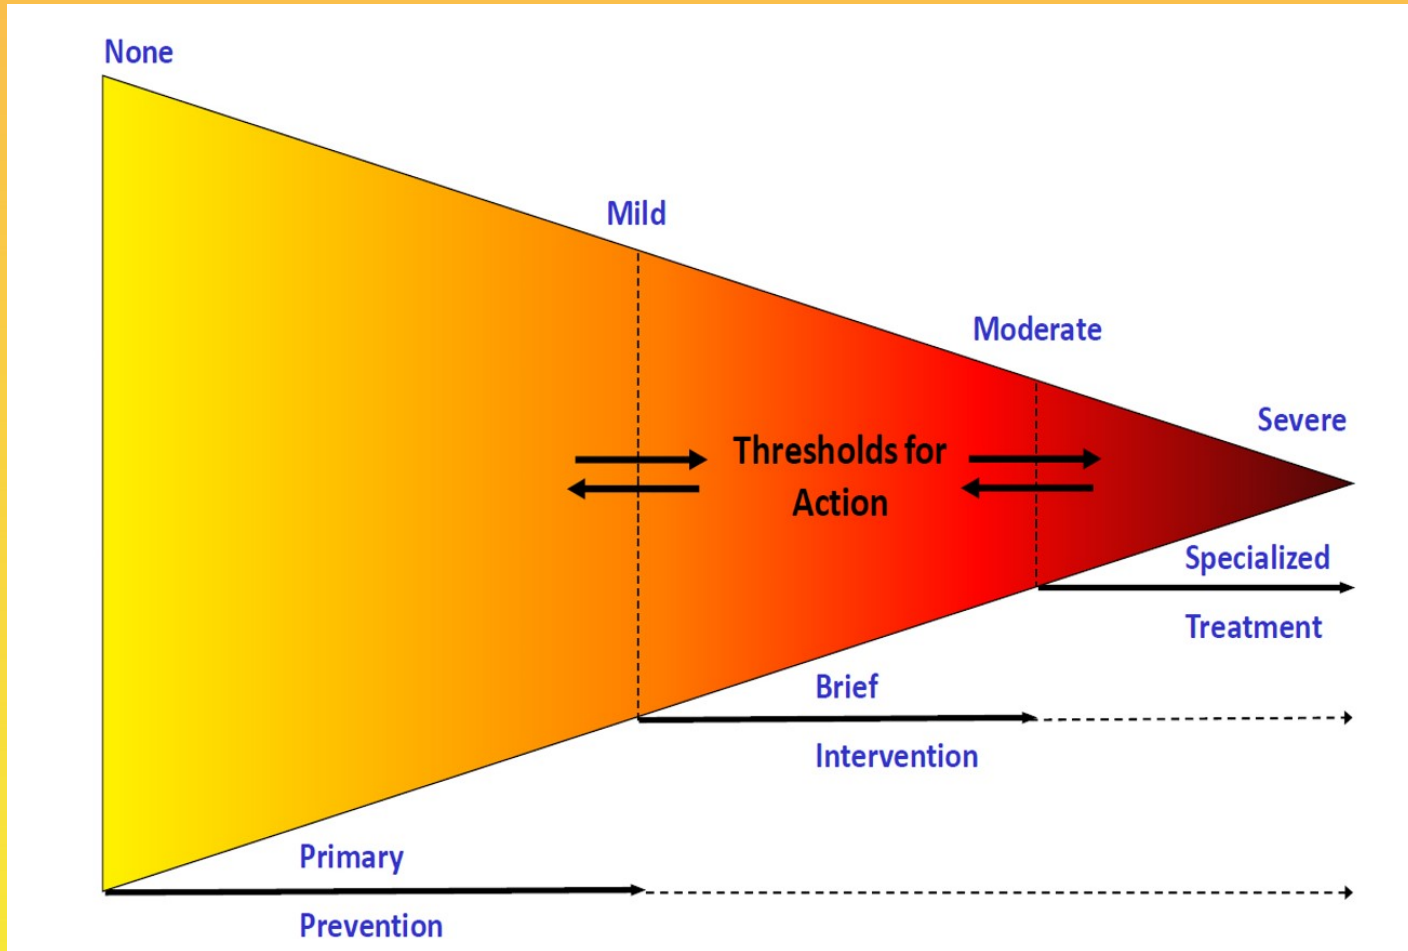 None
Mild
Moderate
Severe
Thresholds for
Action
Specialized
Treatment
Brief
Intervention
Primary
Prevention